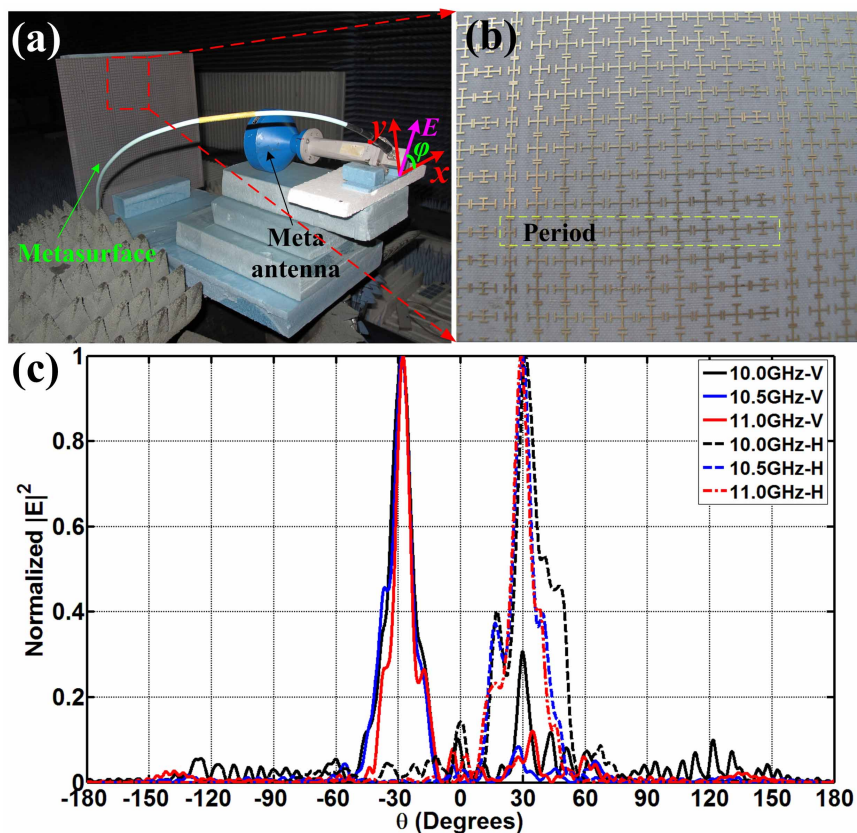 (a)
y
E
φ
x
Metasurface
Meta
antenna
(b)
Period
(c)
Normalized |E|²
1
0.8
0.6
0.4
0.2
0
-180 -150 -120 -90 -60 -30 0 30 60 90 120 150 180
θ (Degrees)
10.0GHz-V
10.5GHz-V
11.0GHz-V
10.0GHz-H
10.5GHz-H
11.0GHz-H